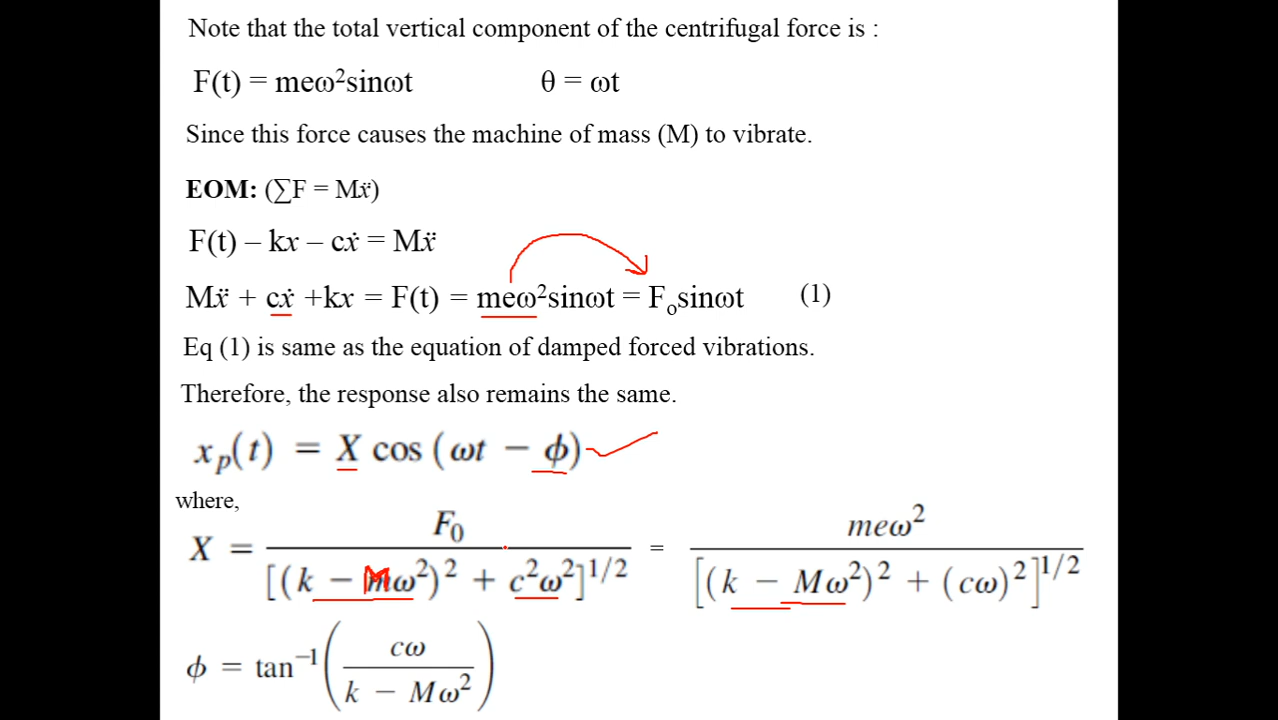 Note that the total vertical component of the centrifugal force is :
F(t) = meω²sinωt θ = ωt
Since this force causes the machine of mass (M) to vibrate.
EOM: (∑F = Mẍ)
F(t) – kx – cẋ = Mẍ
Mẍ + cẋ +kx = F(t) = meω²sinωt = Fₒsinωt (1)
Eq (1) is same as the equation of damped forced vibrations.
Therefore, the response also remains the same.
xₚ(t) = X cos (ωt − ϕ)
where,
X = F₀ / [(k − Mω²)² + c²ω²]^1/2 = meω² / [(k − Mω²)² + (cω)²]^1/2
ϕ = tan⁻¹ (cω / k − Mω²)